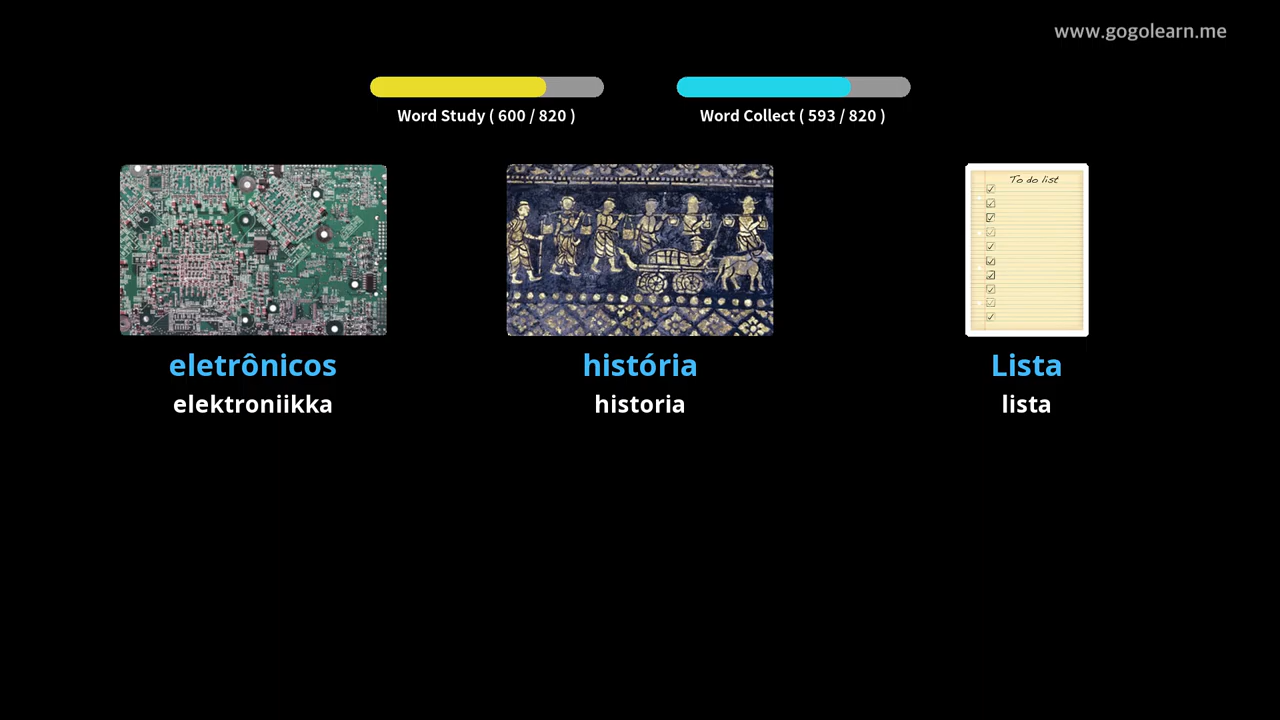 www.gogolearn.me
Word Study ( 600 / 820 )
Word Collect ( 593 / 820 )
To do list
eletrônicos
história
Lista
elektroniikka
historia
lista